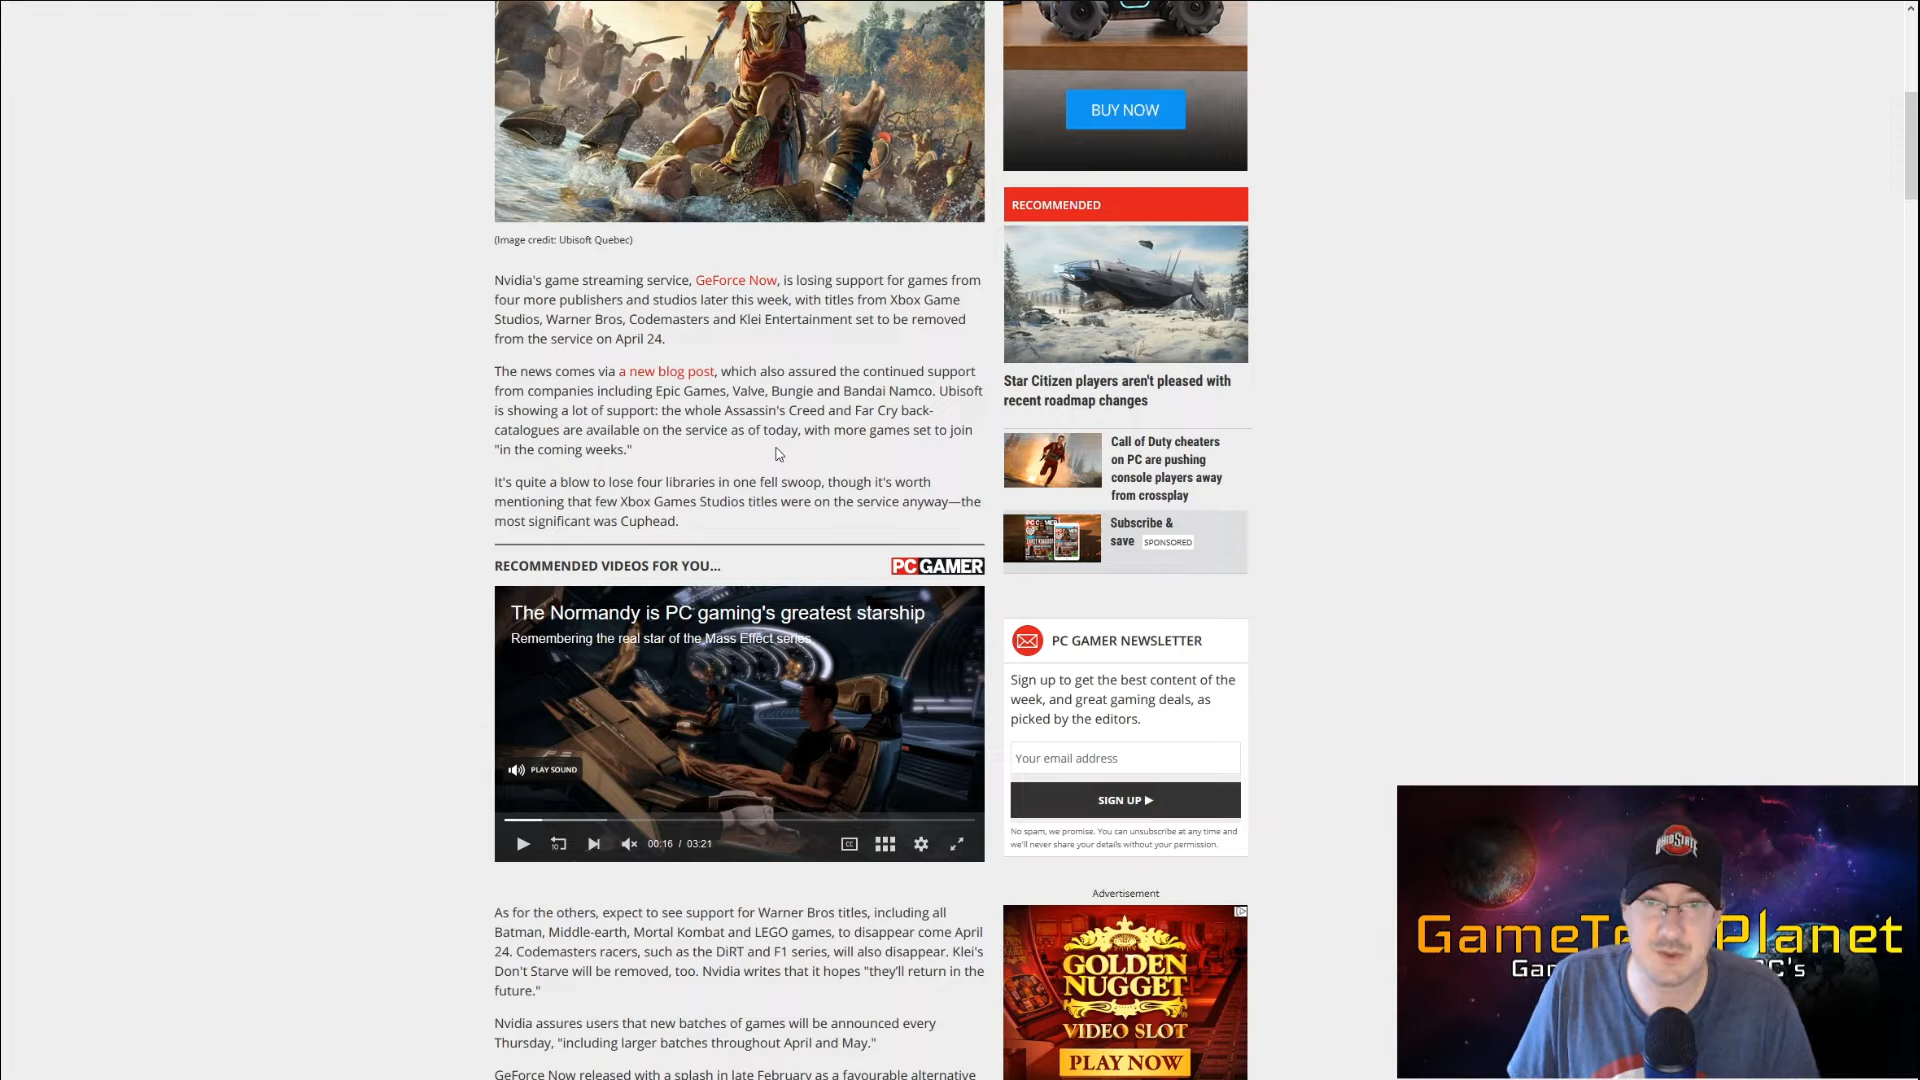 BUY NOW
RECOMMENDED
(Image credit: Ubisoft Quebec)
Nvidia's game streaming service, GeForce Now, is losing support for games from
four more publishers and studios later this week, with titles from Xbox Game
Studios, Warner Bros, Codemasters and Klei Entertainment set to be removed
from the service on April 24.
The news comes via a new blog post, which also assured the continued support
from companies including Epic Games, Valve, Bungie and Bandai Namco. Ubisoft
is showing a lot of support: the whole Assassin's Creed and Far Cry back-
catalogues are available on the service as of today, with more games set to join
"in the coming weeks."
It's quite a blow to lose four libraries in one fell swoop, though it's worth
mentioning that few Xbox Games Studios titles were on the service anyway—the
most significant was Cuphead.
RECOMMENDED VIDEOS FOR YOU...
PC GAMER
The Normandy is PC gaming's greatest starship
Remembering the real star of the Mass Effect series
PLAY SOUND
10
00:16 / 03:21
CC
As for the others, expect to see support for Warner Bros titles, including all
Batman, Middle-earth, Mortal Kombat and LEGO games, to disappear come April
24. Codemasters racers, such as the DiRT and F1 series, will also disappear. Klei's
Don't Starve will be removed, too. Nvidia writes that it hopes "they'll return in the
future."
Nvidia assures users that new batches of games will be announced every
Thursday, "including larger batches throughout April and May."
GeForce Now released with a splash in late February as a favourable alternative
Star Citizen players aren't pleased with
recent roadmap changes
Call of Duty cheaters
on PC are pushing
console players away
from crossplay
PC GAMER
Subscribe &
save SPONSORED
PC GAMER NEWSLETTER
Sign up to get the best content of the
week, and great gaming deals, as
picked by the editors.
Your email address
SIGN UP
No spam, we promise. You can unsubscribe at any time and
we'll never share your details without your permission.
Advertisement
GOLDEN
NUGGET
VIDEO SLOT
PLAY NOW
OHIO STATE
GameTe Planet
Ga PC's